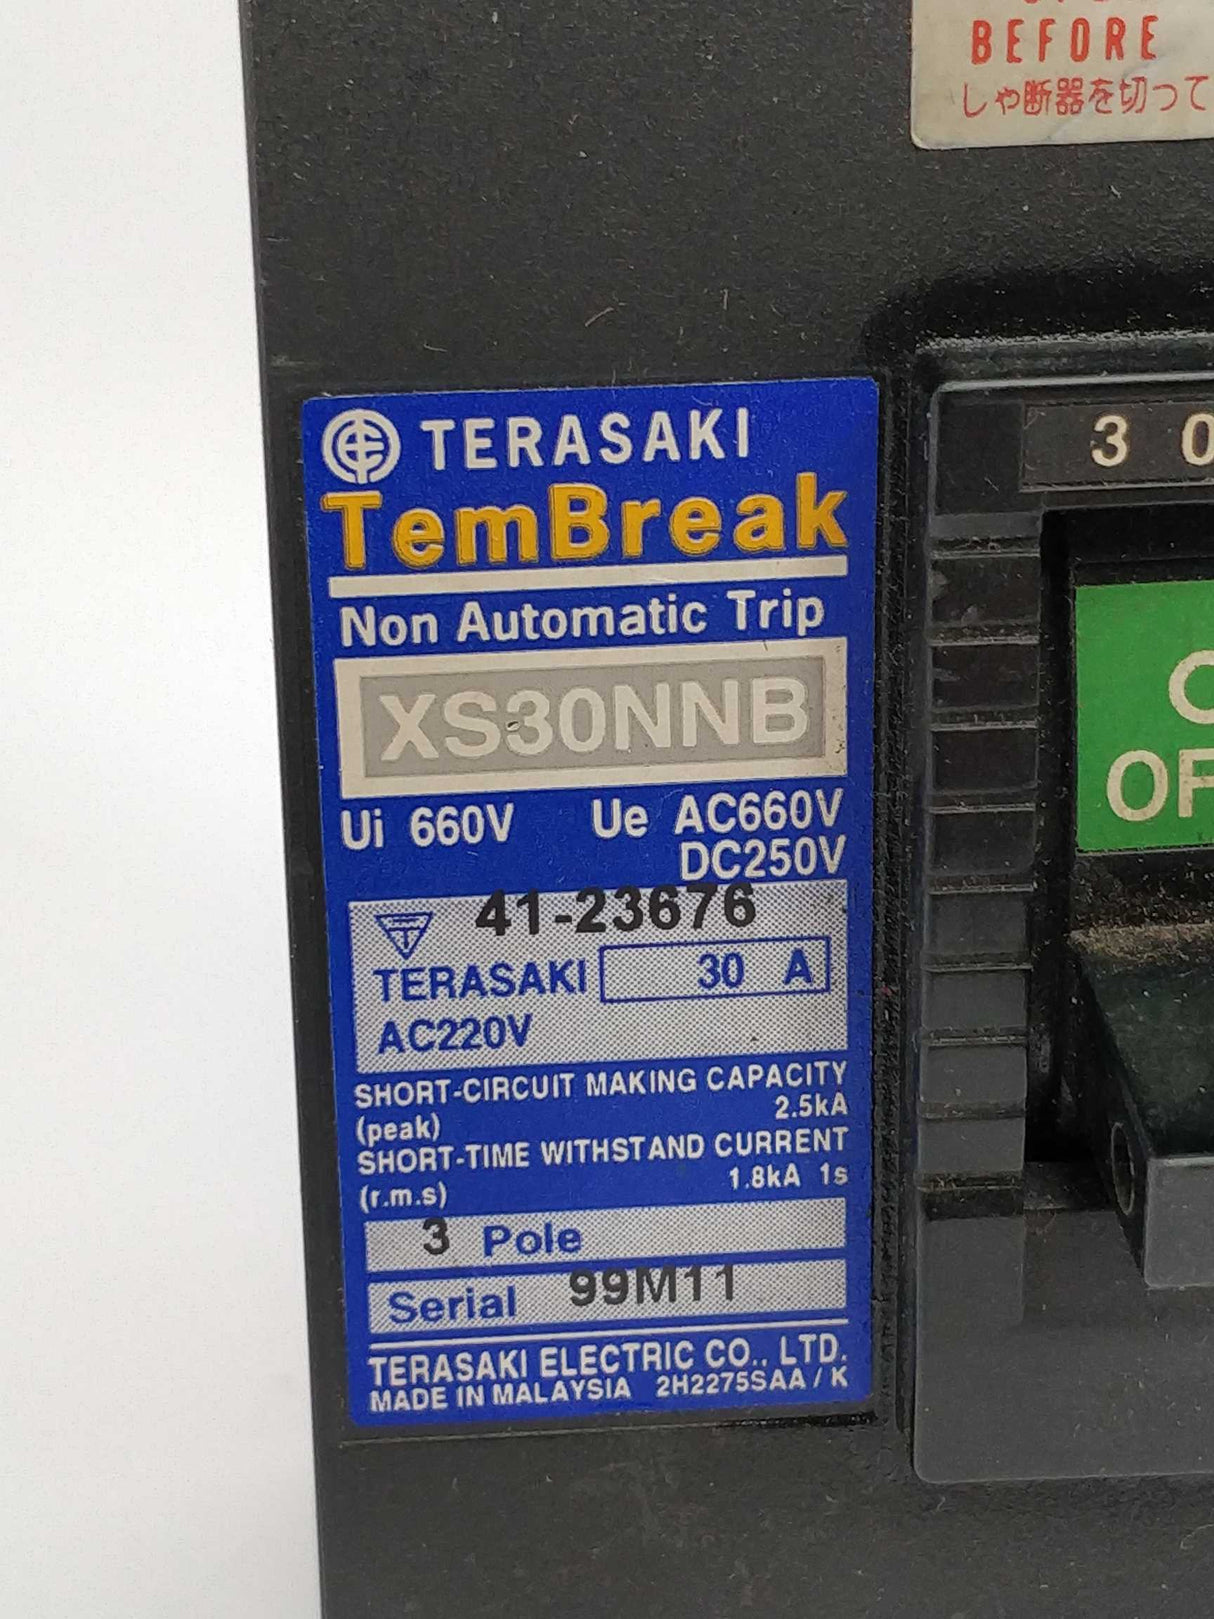 BEFORE
しゃ断器を切って
3 0
TERASAKI
TemBreak
Non Automatic Trip
XS30NNB
Ui 660V Ue AC660V
DC250V
41-23676
TERASAKI 30 A
AC220V
SHORT-CIRCUIT MAKING CAPACITY
(peak) 2.5kA
SHORT-TIME WITHSTAND CURRENT
(r.m.s) 1.8kA 1s
3 Pole
Serial 99M11
TERASAKI ELECTRIC CO., LTD.
MADE IN MALAYSIA 2H2275SAA / K